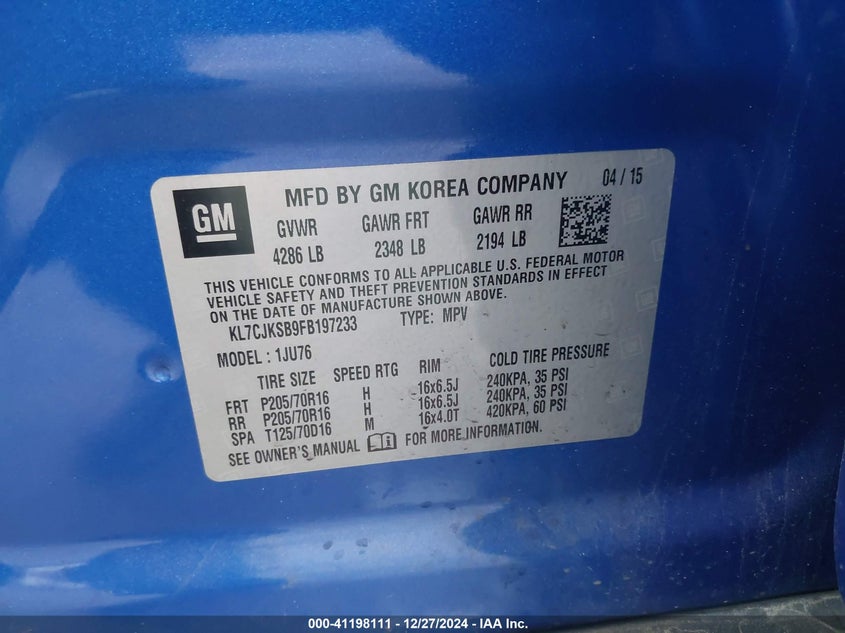 GM
MFD BY GM KOREA COMPANY 04 / 15
GVWR GAWR FRT GAWR RR
4286 LB 2348 LB 2194 LB
THIS VEHICLE CONFORMS TO ALL APPLICABLE U.S. FEDERAL MOTOR
VEHICLE SAFETY AND THEFT PREVENTION STANDARDS IN EFFECT
ON THE DATE OF MANUFACTURE SHOWN ABOVE.
KL7CJKSB9FB197233 TYPE: MPV
MODEL : 1JU76
TIRE SIZE SPEED RTG RIM COLD TIRE PRESSURE
FRT P205/70R16 H 16x6.5J 240KPA, 35 PSI
RR P205/70R16 H 16x6.5J 240KPA, 35 PSI
SPA T125/70D16 M 16x4.0T 420KPA, 60 PSI
SEE OWNER'S MANUAL FOR MORE INFORMATION.
000-41198111 — 12/27/2024 — IAA Inc.